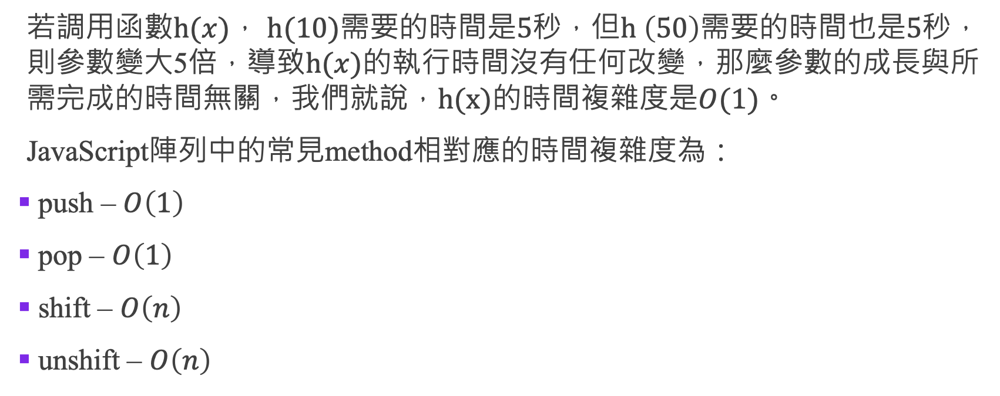 若調用函數h(x)， h(10)需要的時間是5秒，但h (50)需要的時間也是5秒，
則參數變大5倍，導致h(x)的執行時間沒有任何改變，那麼參數的成長與所
需完成的時間無關，我們就說，h(x)的時間複雜度是O(1)。
JavaScript陣列中的常見method相對應的時間複雜度為：
▪ push – O(1)
▪ pop – O(1)
▪ shift – O(n)
▪ unshift – O(n)